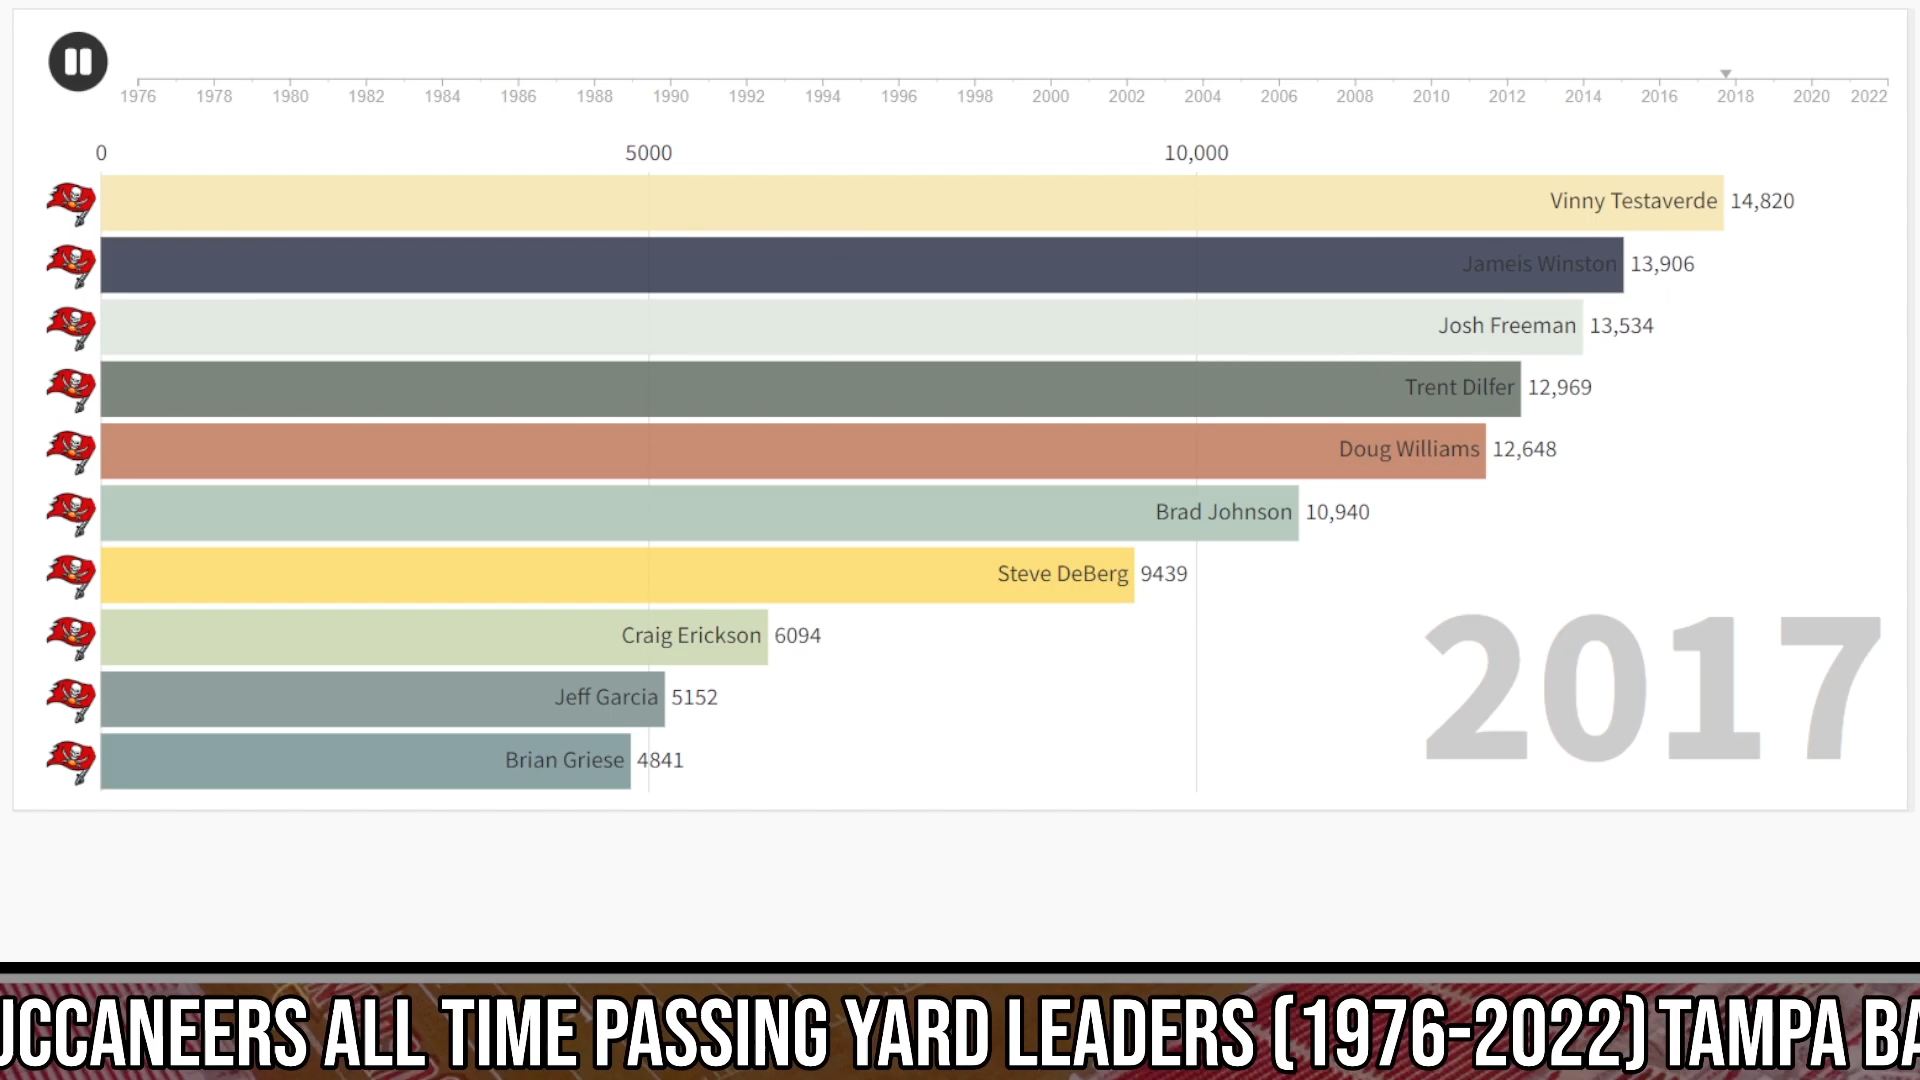 1976 1978 1980 1982 1984 1986 1988 1990 1992 1994 1996 1998 2000 2002 2004 2006 2008 2010 2012 2014 2016 2018 2020 2022
0 5000 10,000
Vinny Testaverde 14,820
Jameis Winston 13,906
Josh Freeman 13,534
Trent Dilfer 12,969
Doug Williams 12,648
Brad Johnson 10,940
Steve DeBerg 9439
Craig Erickson 6094
Jeff Garcia 5152
Brian Griese 4841
2017
UCCANEERS ALL TIME PASSING YARD LEADERS (1976-2022) TAMPA BA